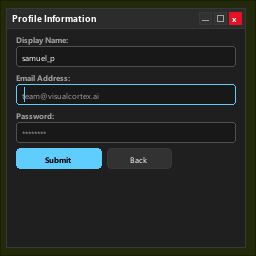 Profile Information
Display Name:
samuel_p
Email Address:
team@visualcortex.ai
Password:
********
Submit
Back